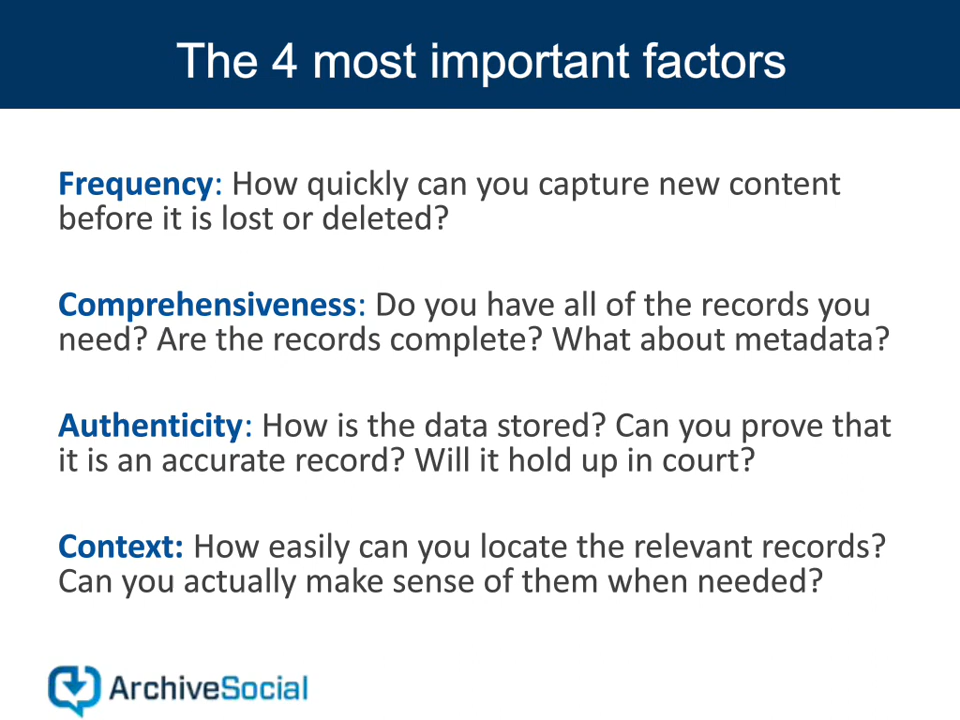 The 4 most important factors
Frequency: How quickly can you capture new content
before it is lost or deleted?
Comprehensiveness: Do you have all of the records you
need? Are the records complete? What about metadata?
Authenticity: How is the data stored? Can you prove that
it is an accurate record? Will it hold up in court?
Context: How easily can you locate the relevant records?
Can you actually make sense of them when needed?
ArchiveSocial